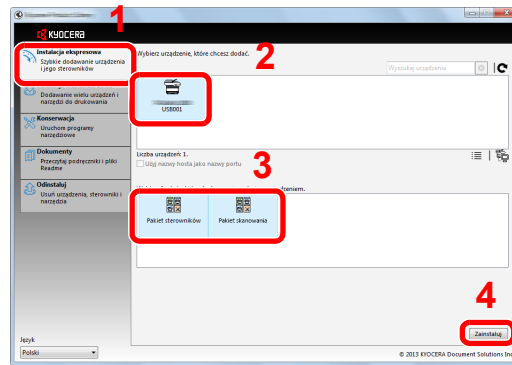 1
KYOCERA
Instalacja ekspresowa
Szybkie dodawanie urządzenia
i jego sterowników
Dodawanie wielu urządzeń i
narzędzi do drukowania
Konserwacja
Uruchom programy
narzędziowe
Dokumenty
Przeczytaj podręczniki i pliki
Readme
Odinstaluj
Usuń urządzenia, sterowniki i
narzędzia
Język
Polski
Wybierz urządzenie, które chcesz dodać.
2
Wyszukaj urządzenia
USB001
Liczba urządzeń: 1.
Użyj nazwy hosta jako nazwy portu
3
Pakiet sterowników
Pakiet skanowania
4
Zainstaluj
© 2013 KYOCERA Document Solutions Inc